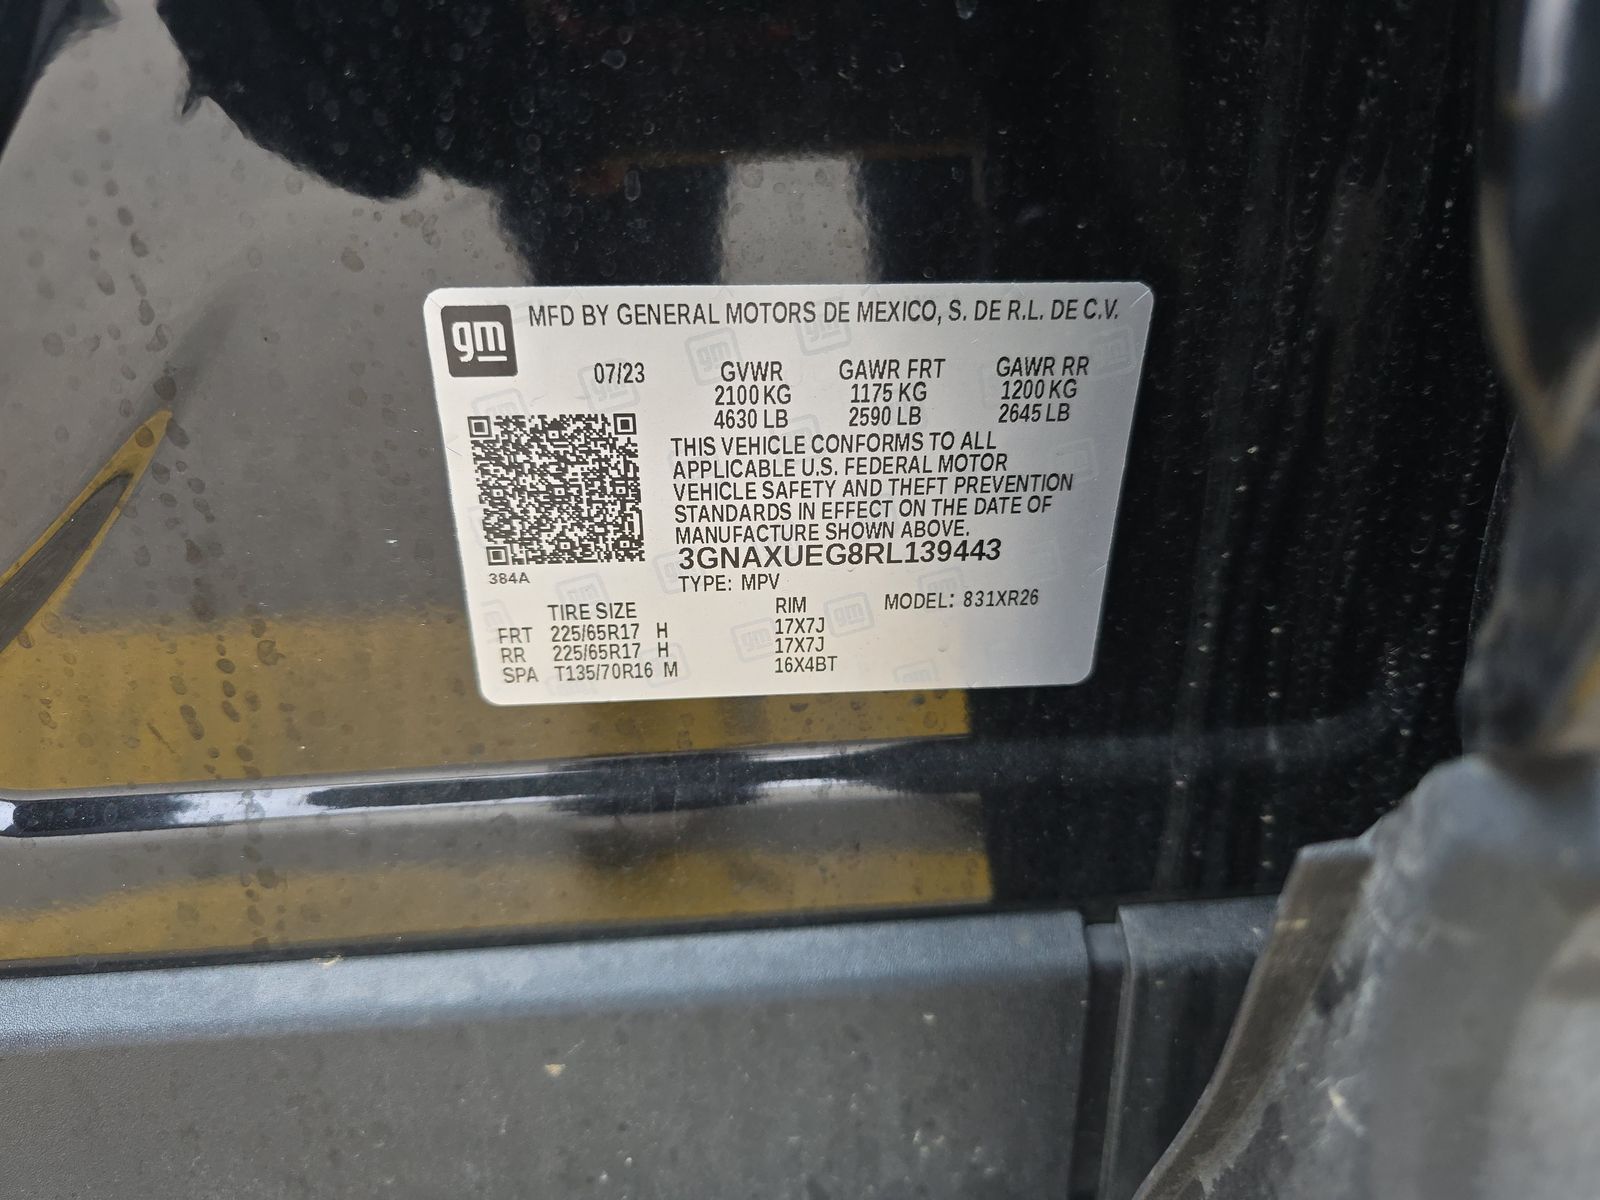 gm
MFD BY GENERAL MOTORS DE MEXICO, S. DE R.L. DE C.V.
07/23 GVWR GAWR FRT GAWR RR
2100 KG 1175 KG 1200 KG
4630 LB 2590 LB 2645 LB
THIS VEHICLE CONFORMS TO ALL
APPLICABLE U.S. FEDERAL MOTOR
VEHICLE SAFETY AND THEFT PREVENTION
STANDARDS IN EFFECT ON THE DATE OF
MANUFACTURE SHOWN ABOVE.
3GNAXUEG8RL139443
384A
TYPE: MPV
TIRE SIZE RIM MODEL: 831XR26
FRT 225/65R17 H 17X7J
RR 225/65R17 H 17X7J
SPA T135/70R16 M 16X4BT